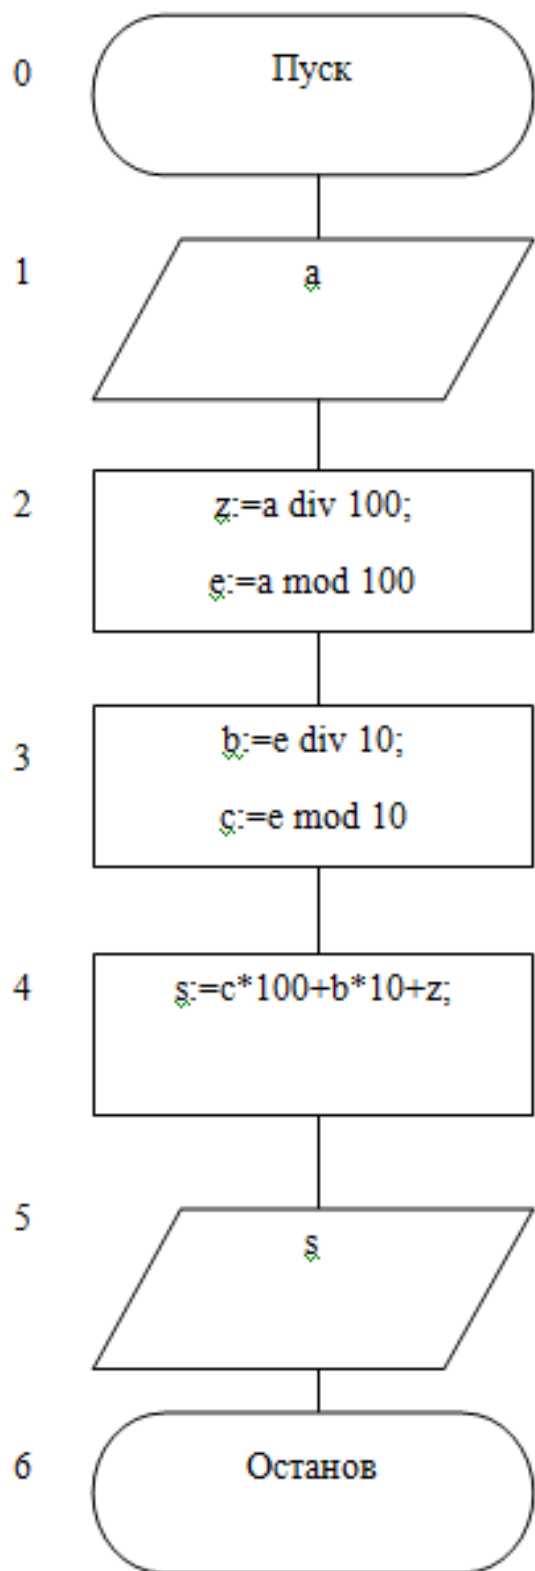 0
Пуск
1
a
2
z:=a div 100;
e:=a mod 100
3
b:=e div 10;
c:=e mod 10
4
s:=c*100+b*10+z;
5
s
6
Останов